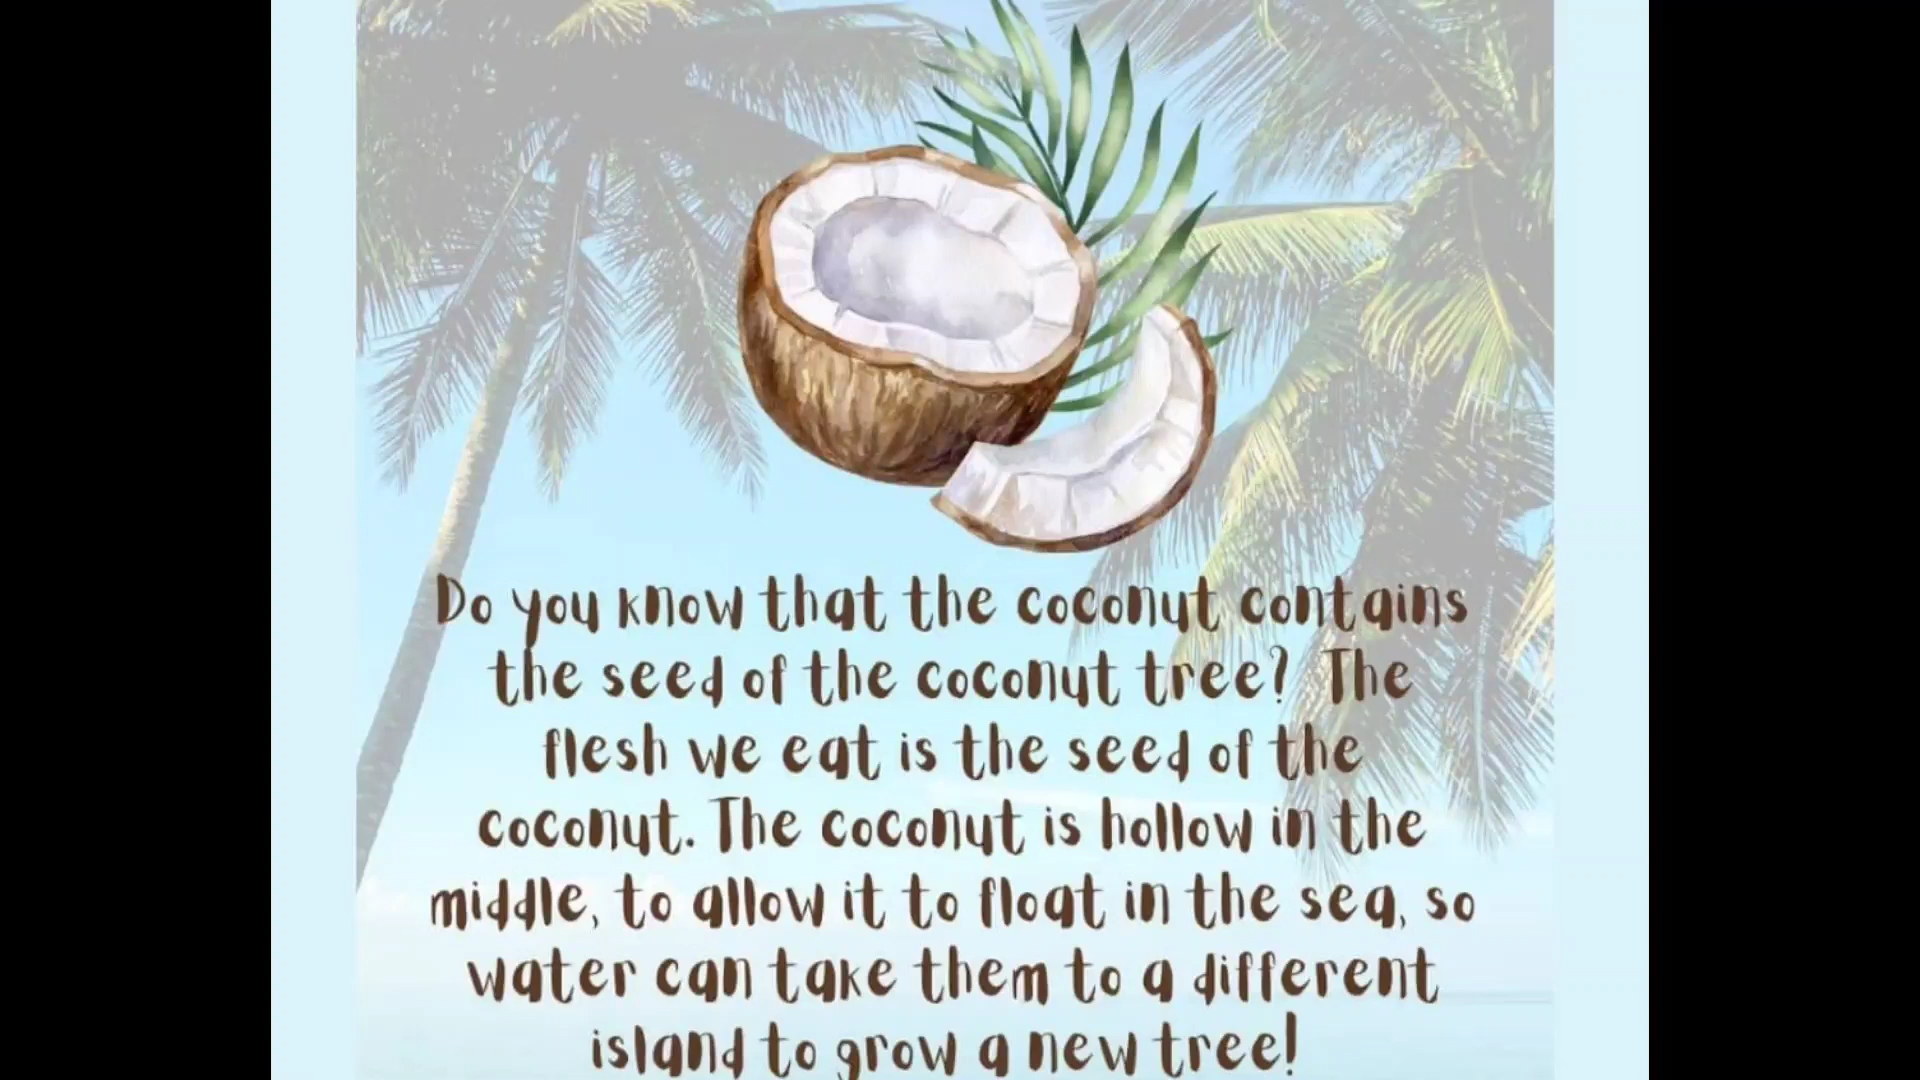 Do you know that the coconut contains
the seed of the coconut tree? The
flesh we eat is the seed of the
coconut. The coconut is hollow in the
middle, to allow it to float in the sea, so
water can take them to a different
island to grow a new tree!